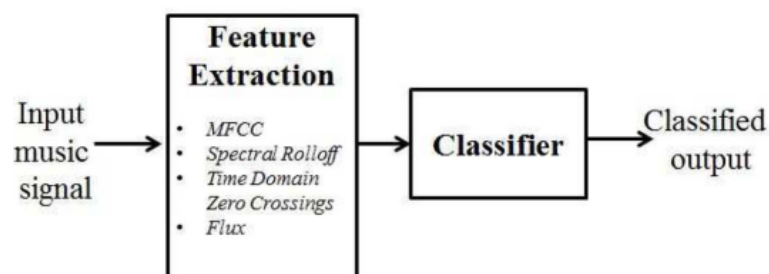 Input
music
signal
Feature
Extraction
• MFCC
• Spectral Rolloff
• Time Domain
Zero Crossings
• Flux
Classifier
Classified
output